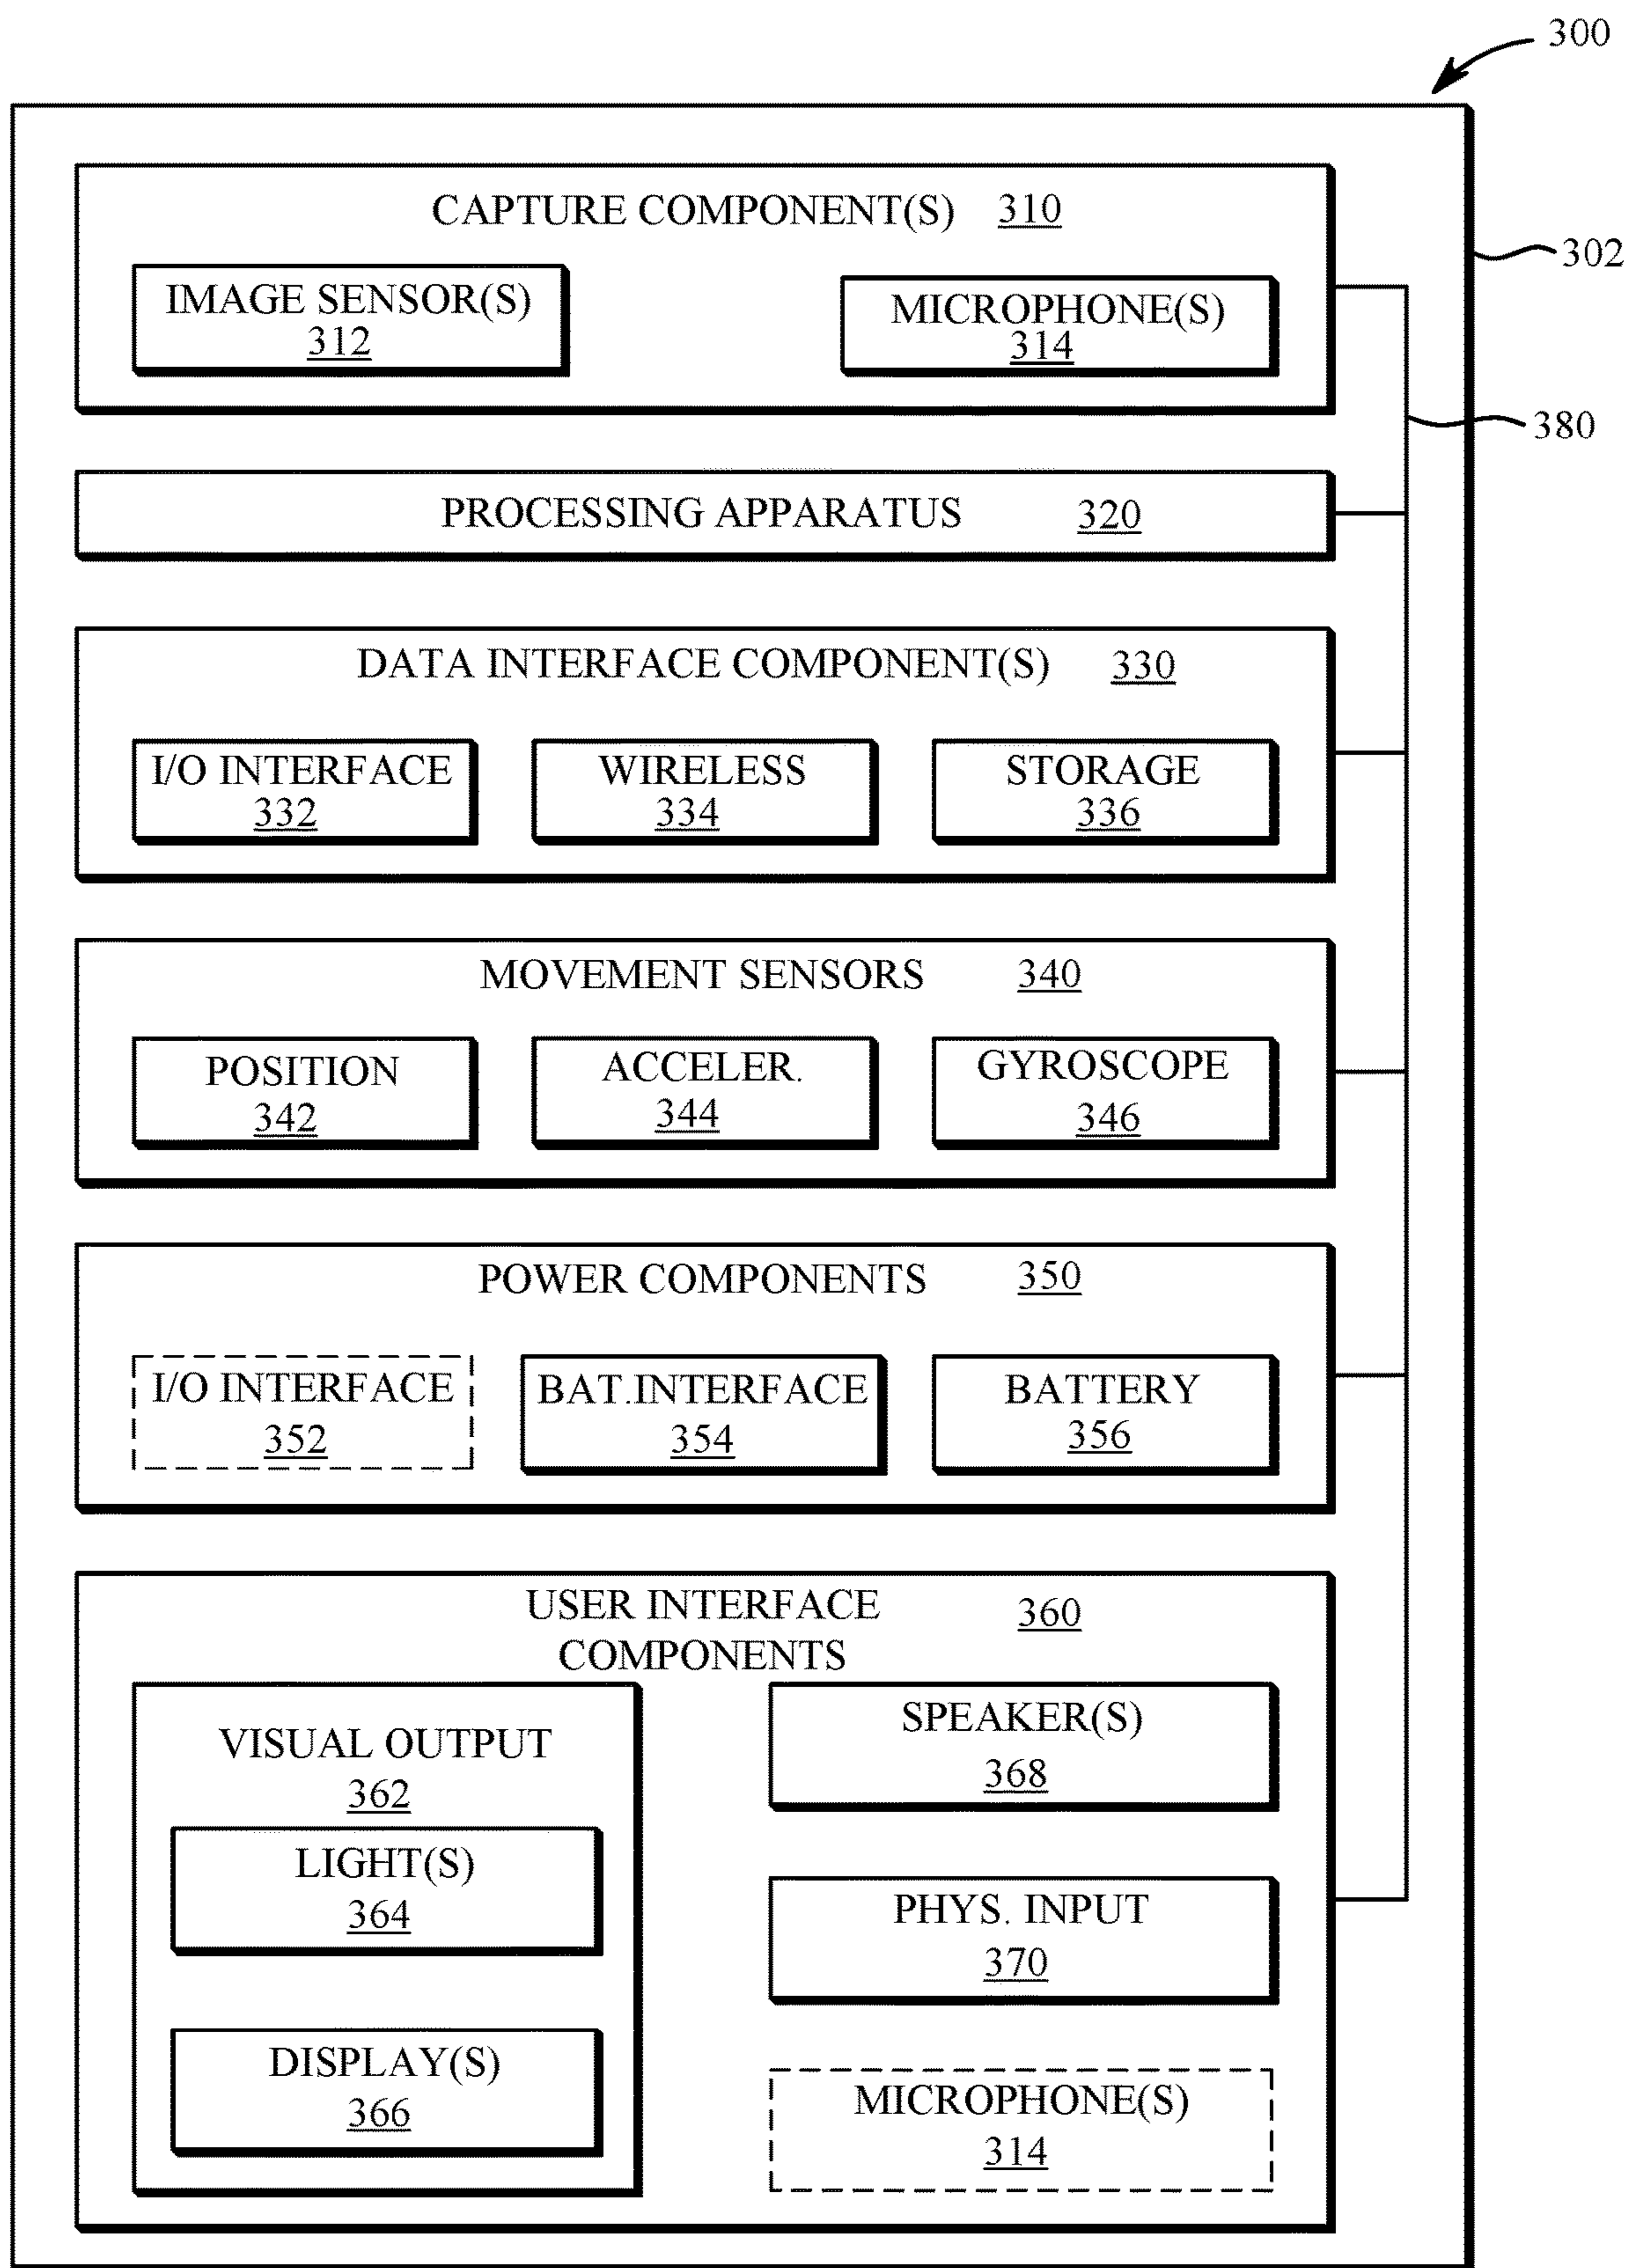 300
CAPTURE COMPONENT(S) 310
302
IMAGE SENSOR(S)
312
MICROPHONE(S)
314
380
PROCESSING APPARATUS 320
DATA INTERFACE COMPONENT(S) 330
I/O INTERFACE
332
WIRELESS
334
STORAGE
336
MOVEMENT SENSORS 340
POSITION
342
ACCELER.
344
GYROSCOPE
346
POWER COMPONENTS 350
I/O INTERFACE
352
BAT.INTERFACE
354
BATTERY
356
USER INTERFACE 360
COMPONENTS
VISUAL OUTPUT
362
LIGHT(S)
364
DISPLAY(S)
366
SPEAKER(S)
368
PHYS. INPUT
370
MICROPHONE(S)
314